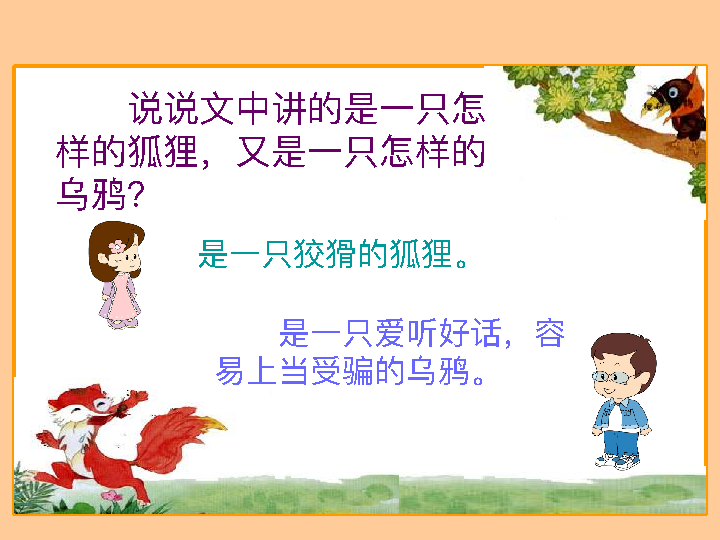 说说文中讲的是一只怎
样的狐狸，又是一只怎样的
乌鸦？
是一只狡猾的狐狸。
是一只爱听好话，容
易上当受骗的乌鸦。